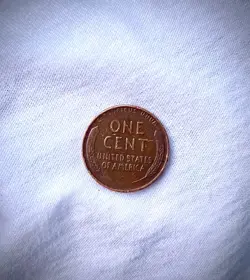 ONE
CENT
UNITED STATES
OF AMERICA